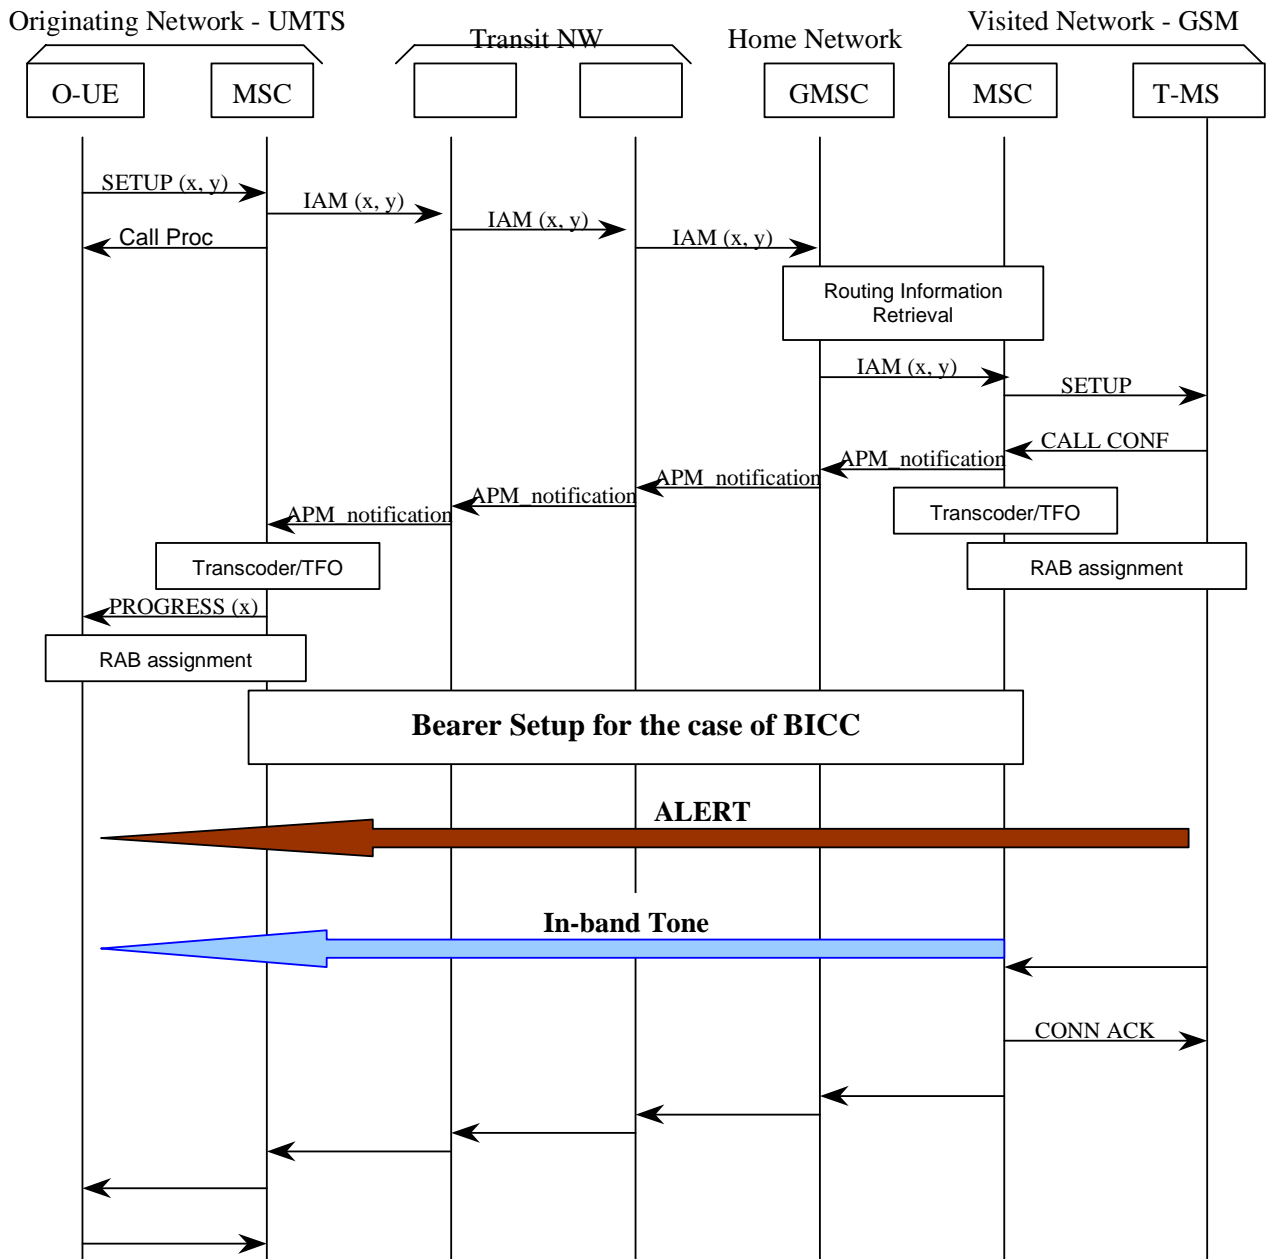 Originating Network - UMTS
Transit NW
Home Network
Visited Network - GSM
O-UE
MSC
GMSC
MSC
T-MS
SETUP (x, y)
IAM (x, y)
IAM (x, y)
Call Proc
IAM (x, y)
Routing Information
Retrieval
IAM (x, y)
SETUP
CALL CONF
APM_notification
APM_notification
APM_notification
APM_notification
Transcoder/TFO
Transcoder/TFO
RAB assignment
PROGRESS (x)
RAB assignment
Bearer Setup for the case of BICC
ALERT
In-band Tone
CONN ACK